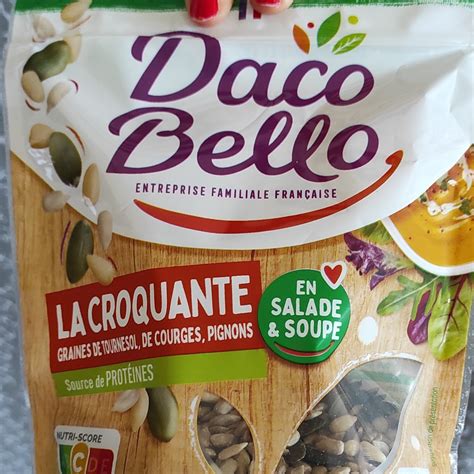 Daco
Bello
ENTREPRISE FAMILIALE FRANÇAISE
LA CROQUANTE
GRAINES DE TOURNESOL, DE COURGES, PIGNONS
Source de PROTÉINES
EN
SALADE
& SOUPE
NUTRI-SCORE
C D E